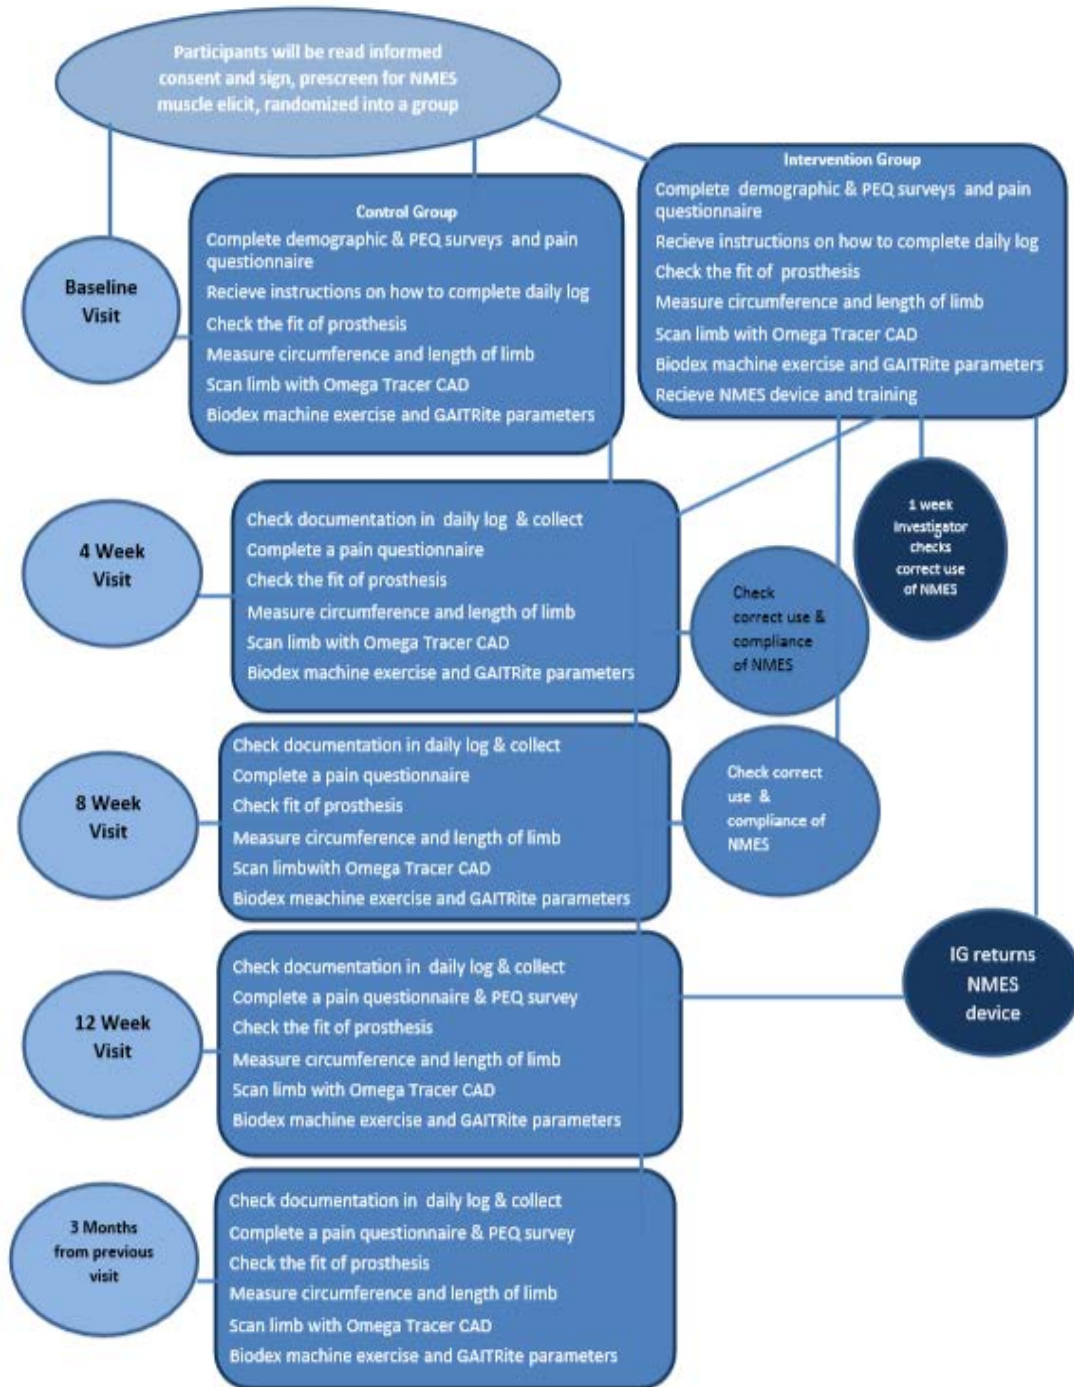 Participants will be read informed
consent and sign, prescreen for NMES
muscle elicit, randomized into a group
Baseline
Visit
Control Group
Complete demographic & PEQ surveys and pain
questionnaire
Recieve instructions on how to complete daily log
Check the fit of prosthesis
Measure circumference and length of limb
Scan limb with Omega Tracer CAD
Biodex machine exercise and GAITRite parameters
Intervention Group
Complete demographic & PEQ surveys and pain
questionnaire
Recieve instructions on how to complete daily log
Check the fit of prosthesis
Measure circumference and length of limb
Scan limb with Omega Tracer CAD
Biodex machine exercise and GAITRite parameters
Recieve NMES device and training
1 week
Investigator
checks
correct use
of NMES
4 Week
Visit
Check documentation in daily log & collect
Complete a pain questionnaire
Check the fit of prosthesis
Measure circumference and length of limb
Scan limb with Omega Tracer CAD
Biodex machine exercise and GAITRite parameters
Check
correct use &
compliance
of NMES
8 Week
Visit
Check documentation in daily log & collect
Complete a pain questionnaire
Check fit of prosthesis
Measure circumference and length of limb
Scan limbwith Omega Tracer CAD
Biodex meachine exercise and GAITRite parameters
Check correct
use &
compliance of
NMES
12 Week
Visit
Check documentation in daily log & collect
Complete a pain questionnaire & PEQ survey
Check the fit of prosthesis
Measure circumference and length of limb
Scan limb with Omega Tracer CAD
Biodex machine exercise and GAITRite parameters
IG returns
NMES
device
3 Months
from previous
visit
Check documentation in daily log & collect
Complete a pain questionnaire & PEQ survey
Check the fit of prosthesis
Measure circumference and length of limb
Scan limb with Omega Tracer CAD
Biodex machine exercise and GAITRite parameters